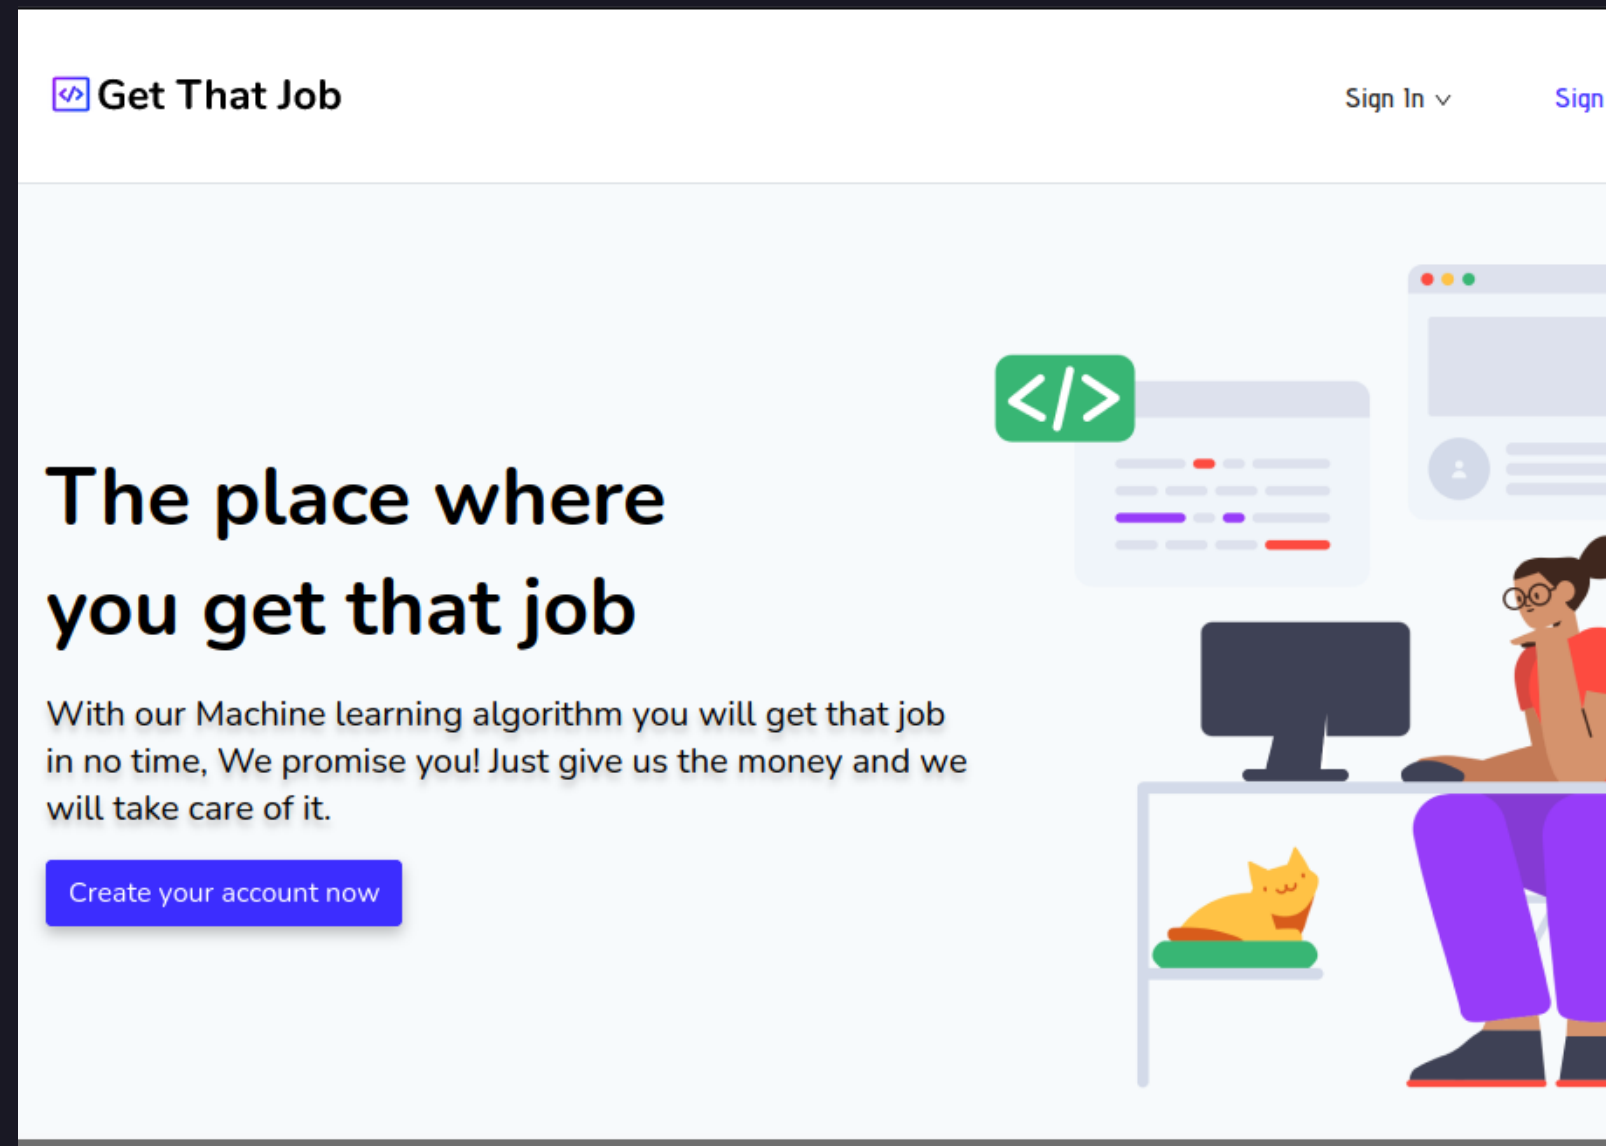 </> Get That Job
Sign In
Sign
</>
The place where
you get that job
With our Machine learning algorithm you will get that job
in no time, We promise you! Just give us the money and we
will take care of it.
Create your account now